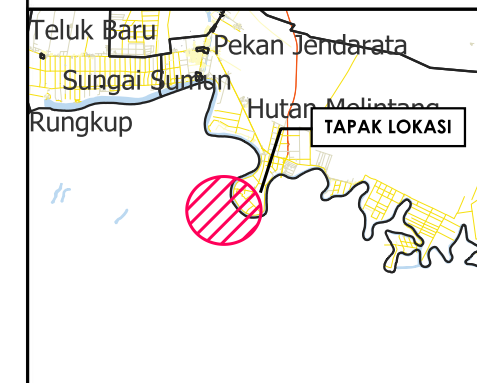 Teluk Baru
Pekan Jendarata
Sungai Sumun
Hutan Melintang
Rungkup
TAPAK LOKASI